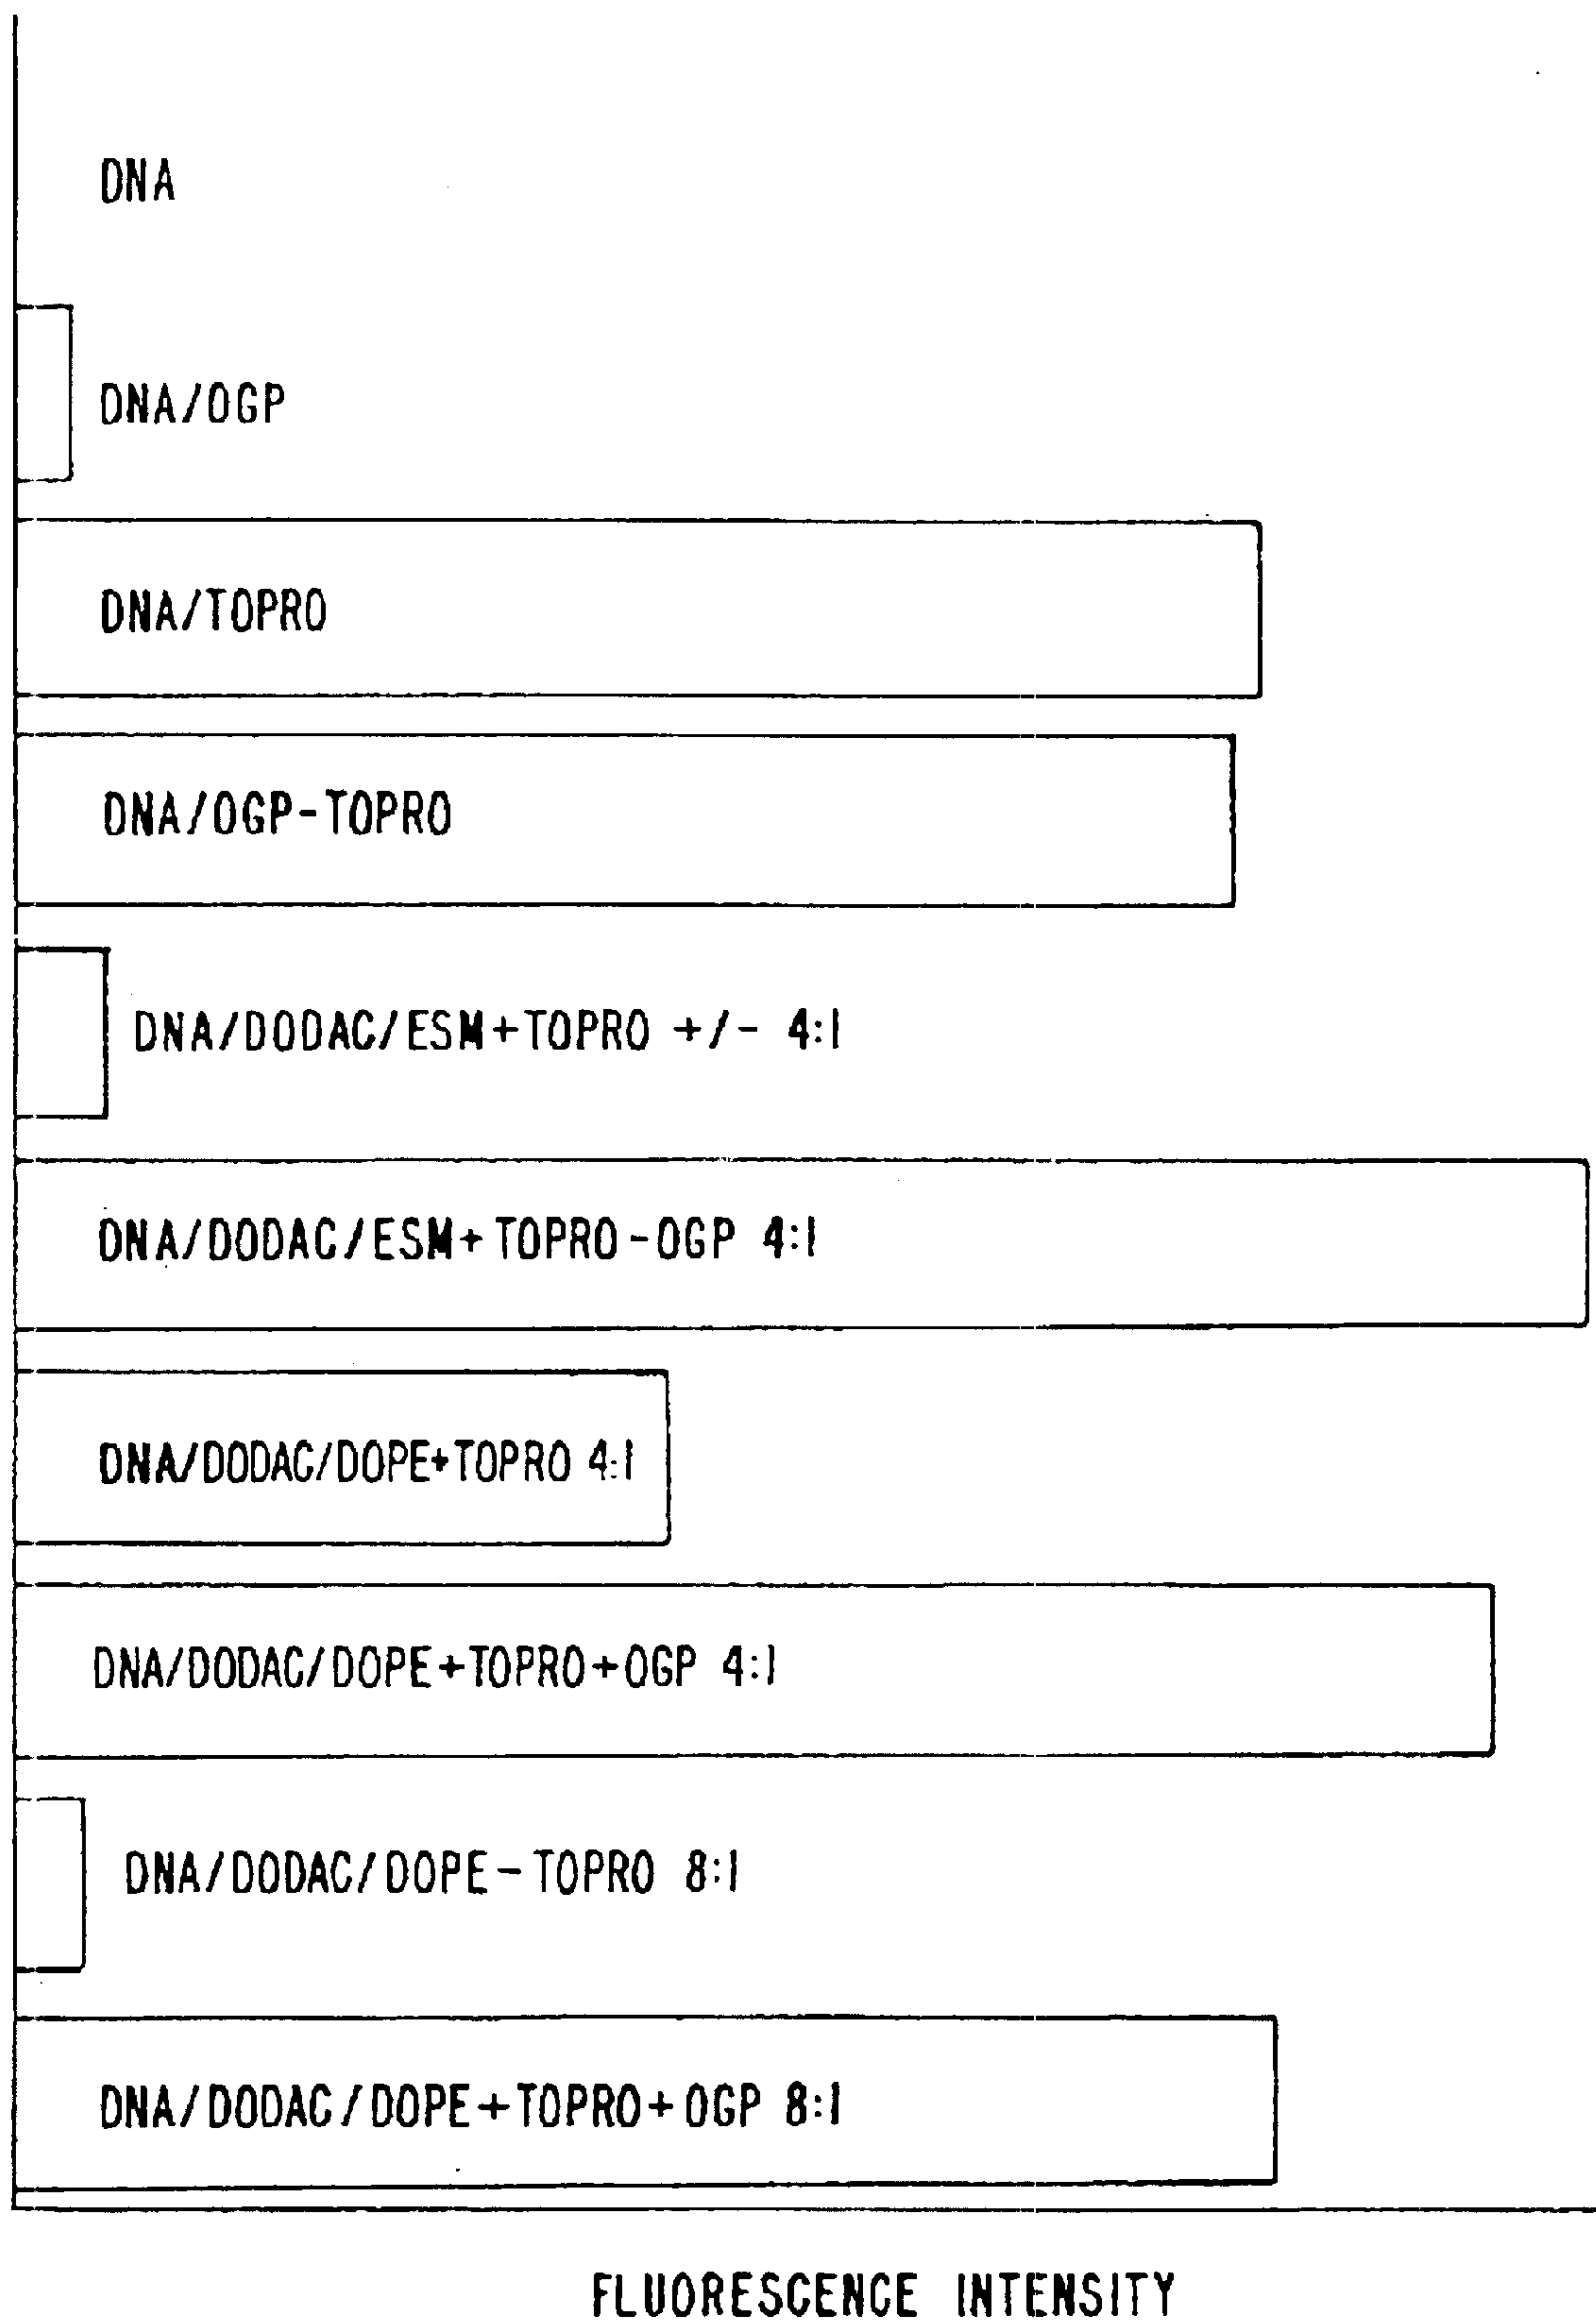 DNA
DNA/OGP
DNA/TOPRO
DNA/OGP-TOPRO
DNA/DODAC/ESM+TOPRO +/- 4:1
DNA/DODAC/ESM+TOPRO-OGP 4:1
DNA/DODAC/DOPE+TOPRO 4:1
DNA/DODAC/DOPE+TOPRO+OGP 4:1
DNA/DODAC/DOPE-TOPRO 8:1
DNA/DODAC/DOPE+TOPRO+OGP 8:1
FLUORESCENCE INTENSITY